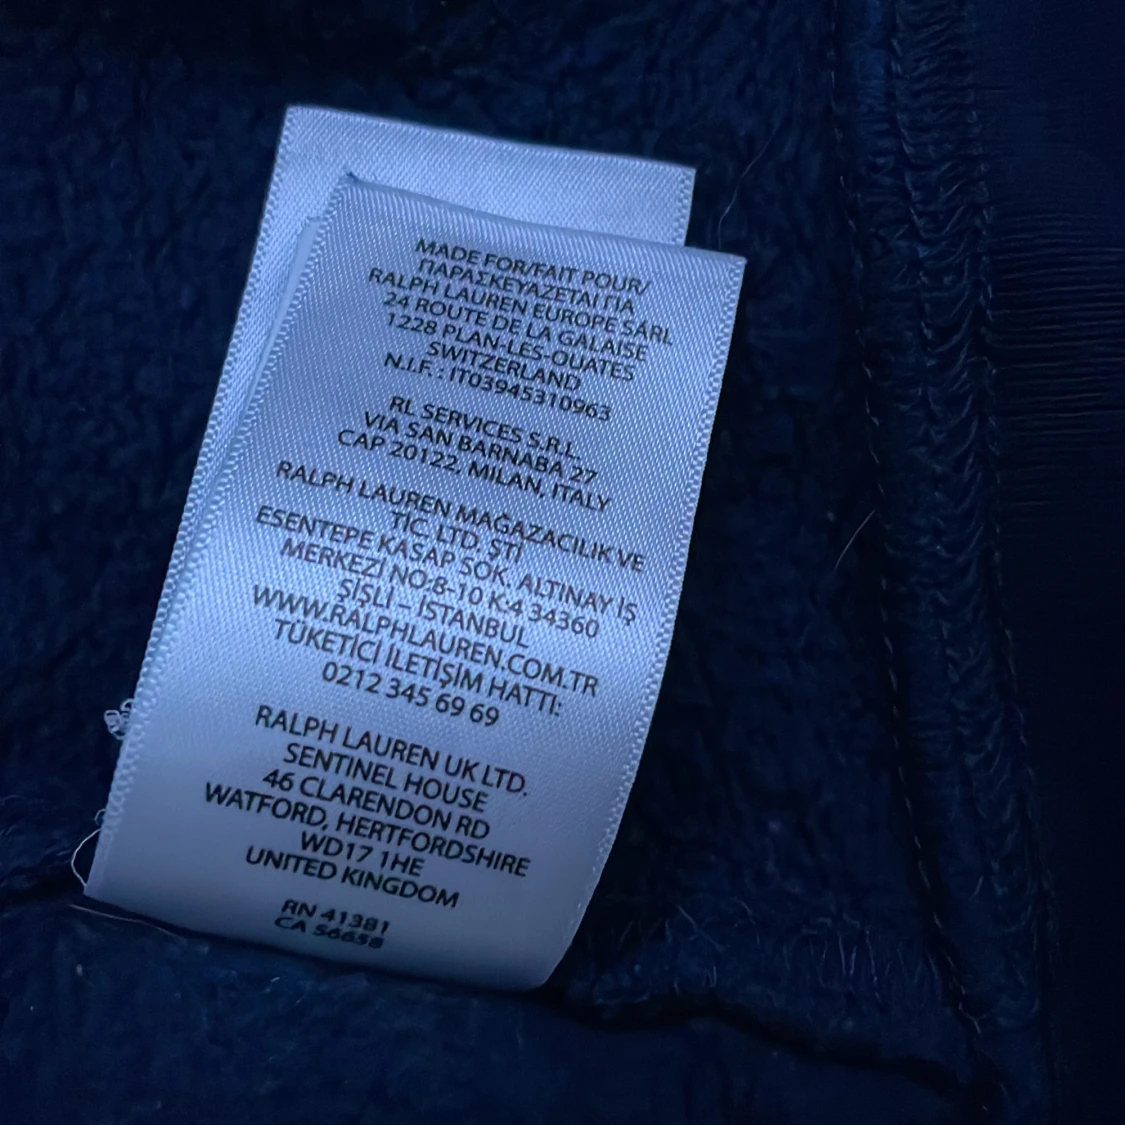 MADE FOR/FAIT POUR/
ΠΑΡΑΣΚΕΥΑΖΕΤΑΙ ΓΙΑ
RALPH LAUREN EUROPE SÀRL
24 ROUTE DE LA GALAISE
1228 PLAN-LES-OUATES
SWITZERLAND
N.I.F. : IT03945310963
RL SERVICES S.R.L.
VIA SAN BARNABA 27
CAP 20122, MILAN, ITALY
RALPH LAUREN MAĞAZACILIK VE
TİC. LTD. ŞTİ
ESENTEPE KASAP SOK. ALTINAY İŞ
MERKEZİ NO:8-10 K:4 34360
ŞİŞLİ – İSTANBUL
WWW.RALPHLAUREN.COM.TR
TÜKETİCİ İLETİŞİM HATTI:
0212 345 69 69
RALPH LAUREN UK LTD.
SENTINEL HOUSE
46 CLARENDON RD
WATFORD, HERTFORDSHIRE
WD17 1HE
UNITED KINGDOM
RN 41381
CA 56658